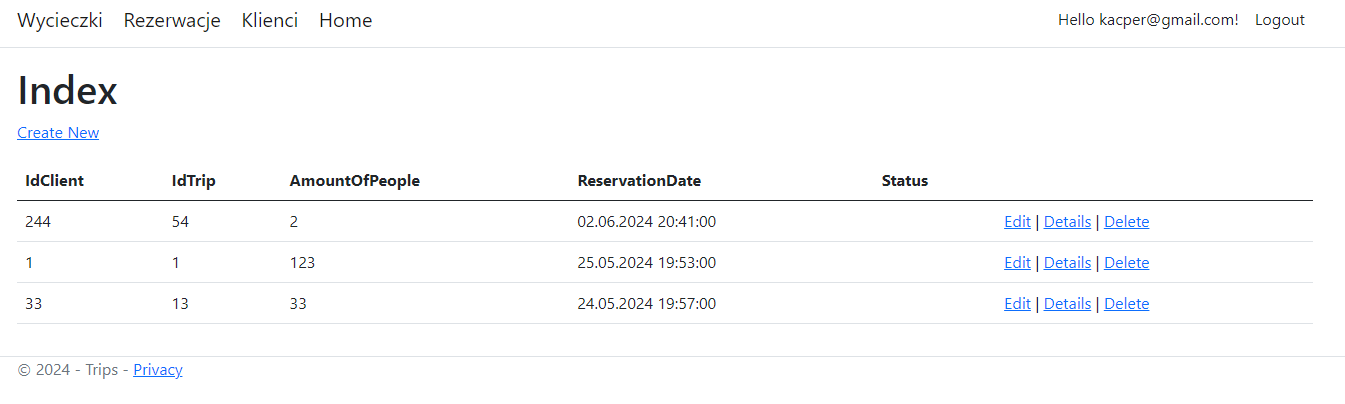 Wycieczki Rezerwacje Klienci Home Hello kacper@gmail.com! Logout
Index
Create New
IdClient IdTrip AmountOfPeople ReservationDate Status
244 54 2 02.06.2024 20:41:00 Edit | Details | Delete
1 1 123 25.05.2024 19:53:00 Edit | Details | Delete
33 13 33 24.05.2024 19:57:00 Edit | Details | Delete
© 2024 - Trips - Privacy